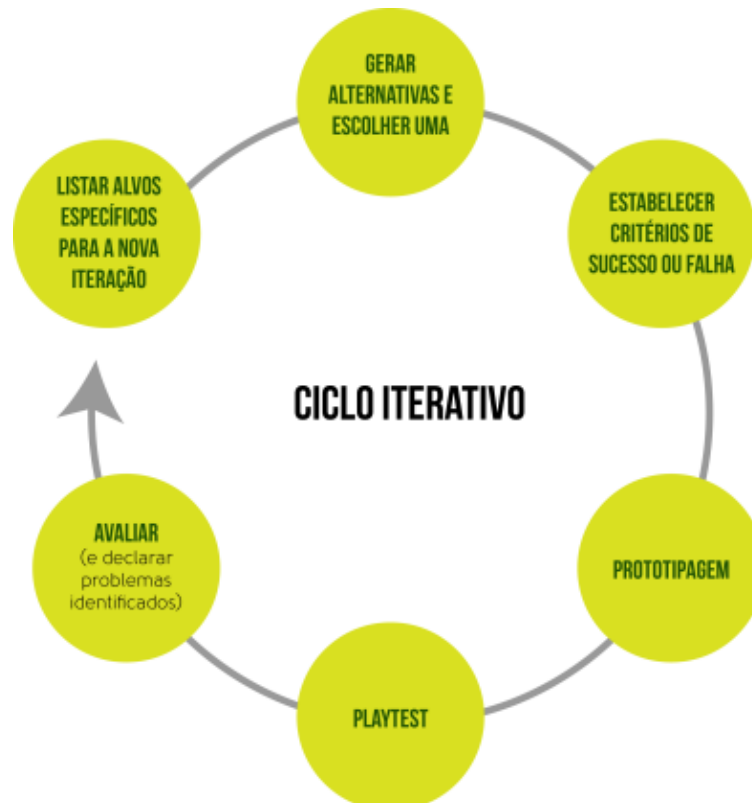 GERAR
ALTERNATIVAS E
ESCOLHER UMA
LISTAR ALVOS
ESPECÍFICOS
PARA A NOVA
ITERAÇÃO
ESTABELECER
CRITÉRIOS DE
SUCESSO OU FALHA
CICLO ITERATIVO
AVALIAR
(e declarar
problemas
identificados)
PROTOTIPAGEM
PLAYTEST